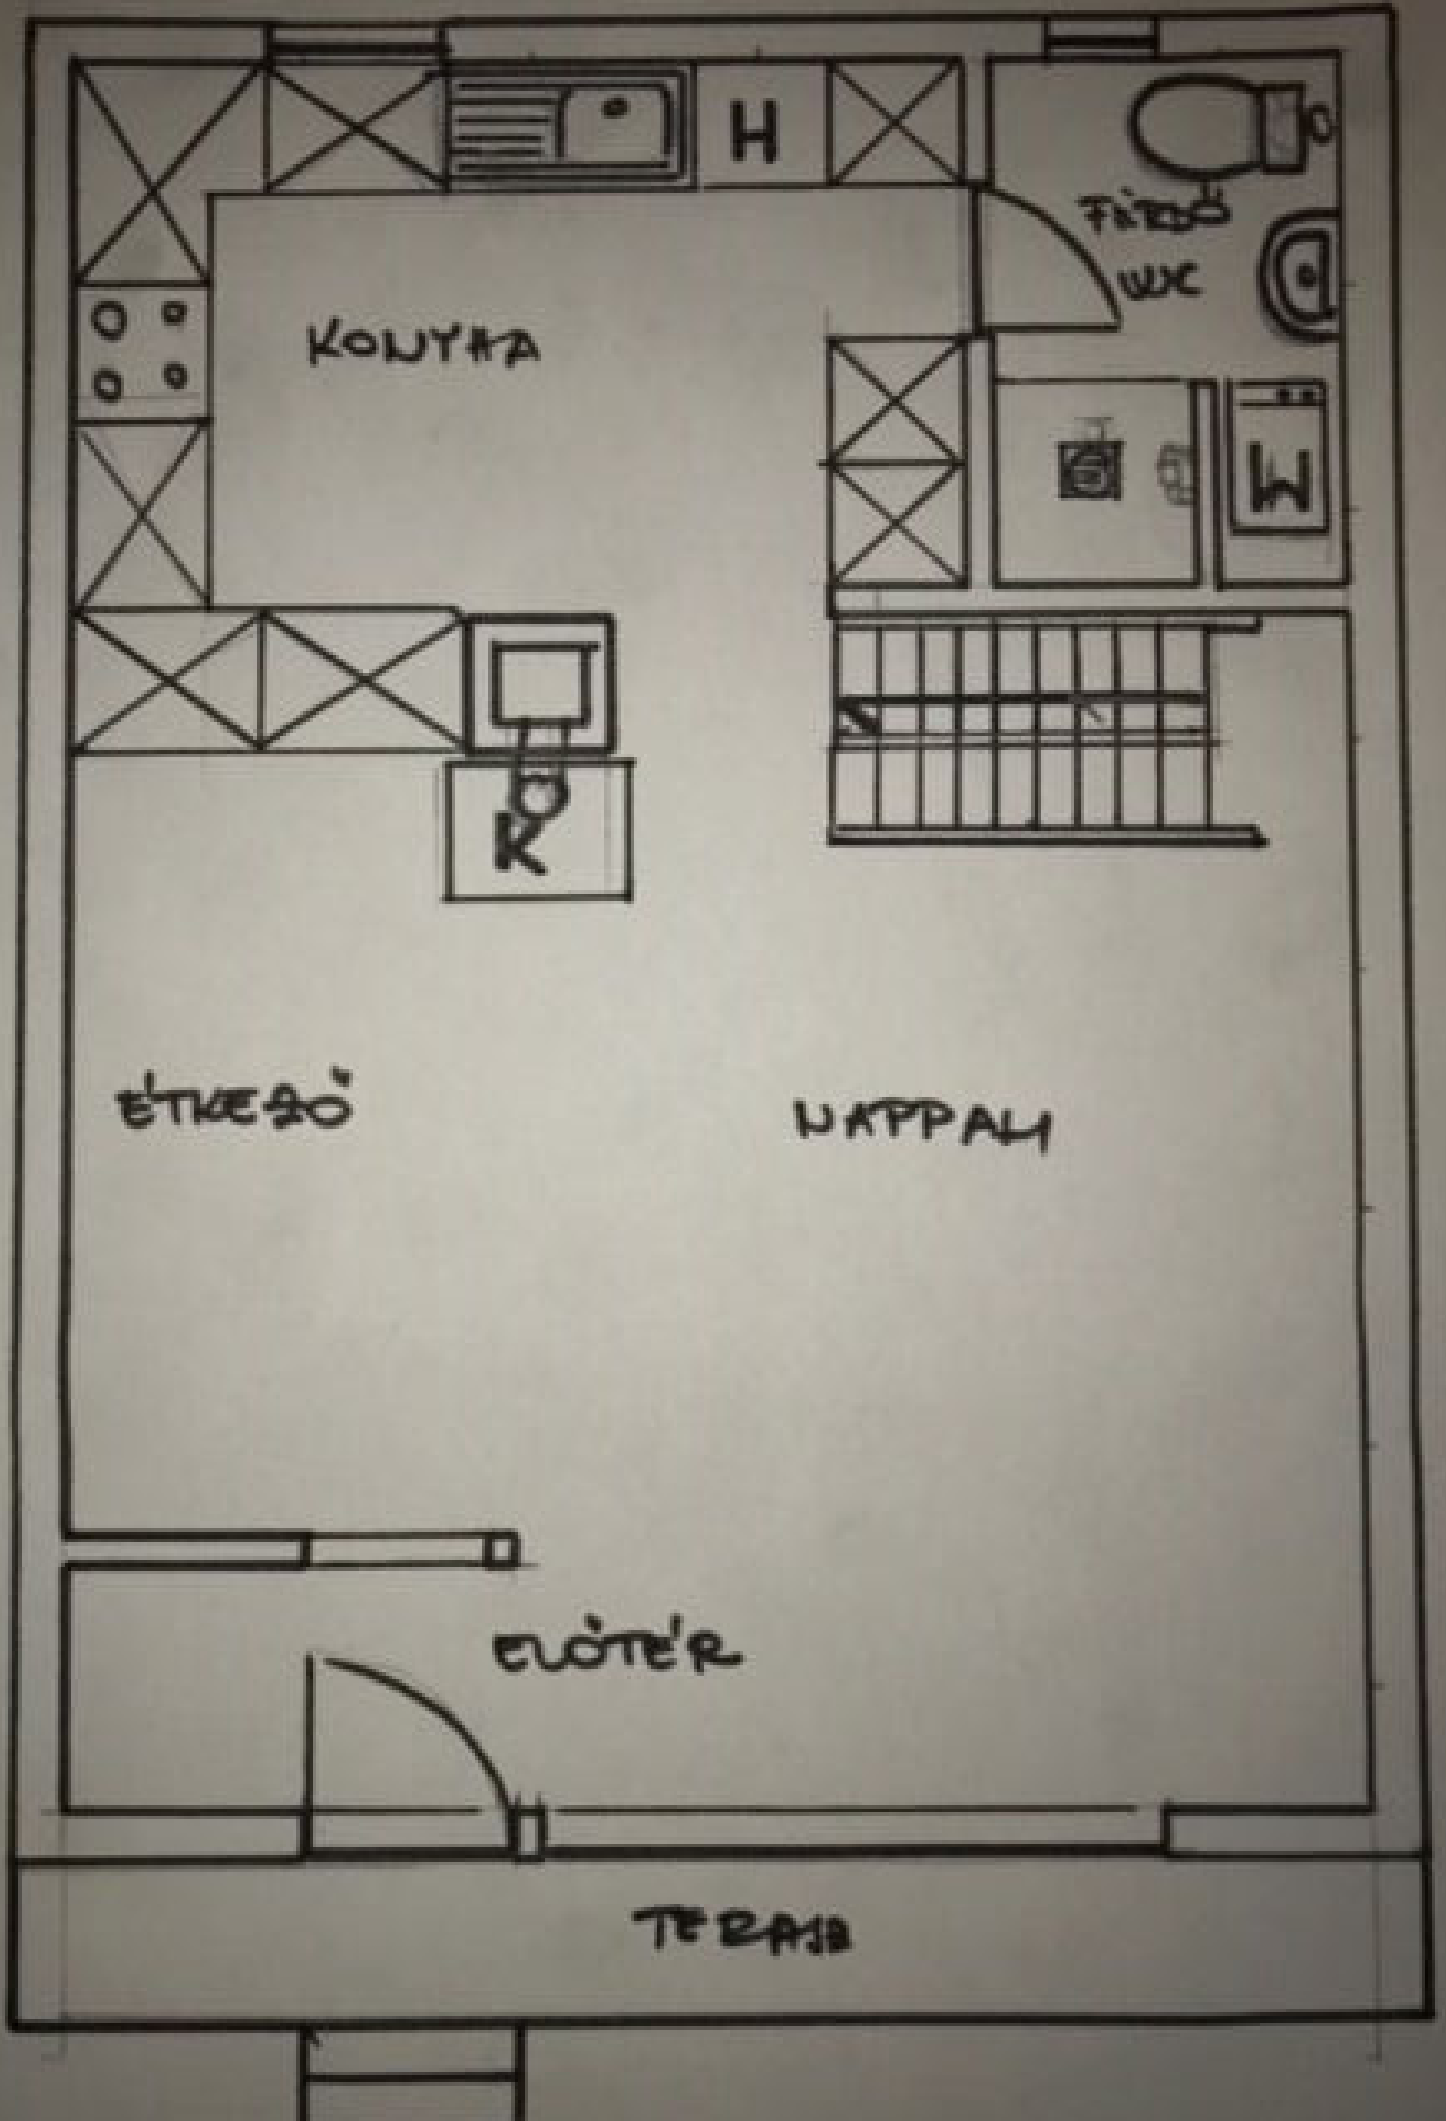 H
FÜRDŐ
WC
KONYHA
W
K
ÉTKEZŐ
NAPPALI
ELŐTÉR
TERASZ